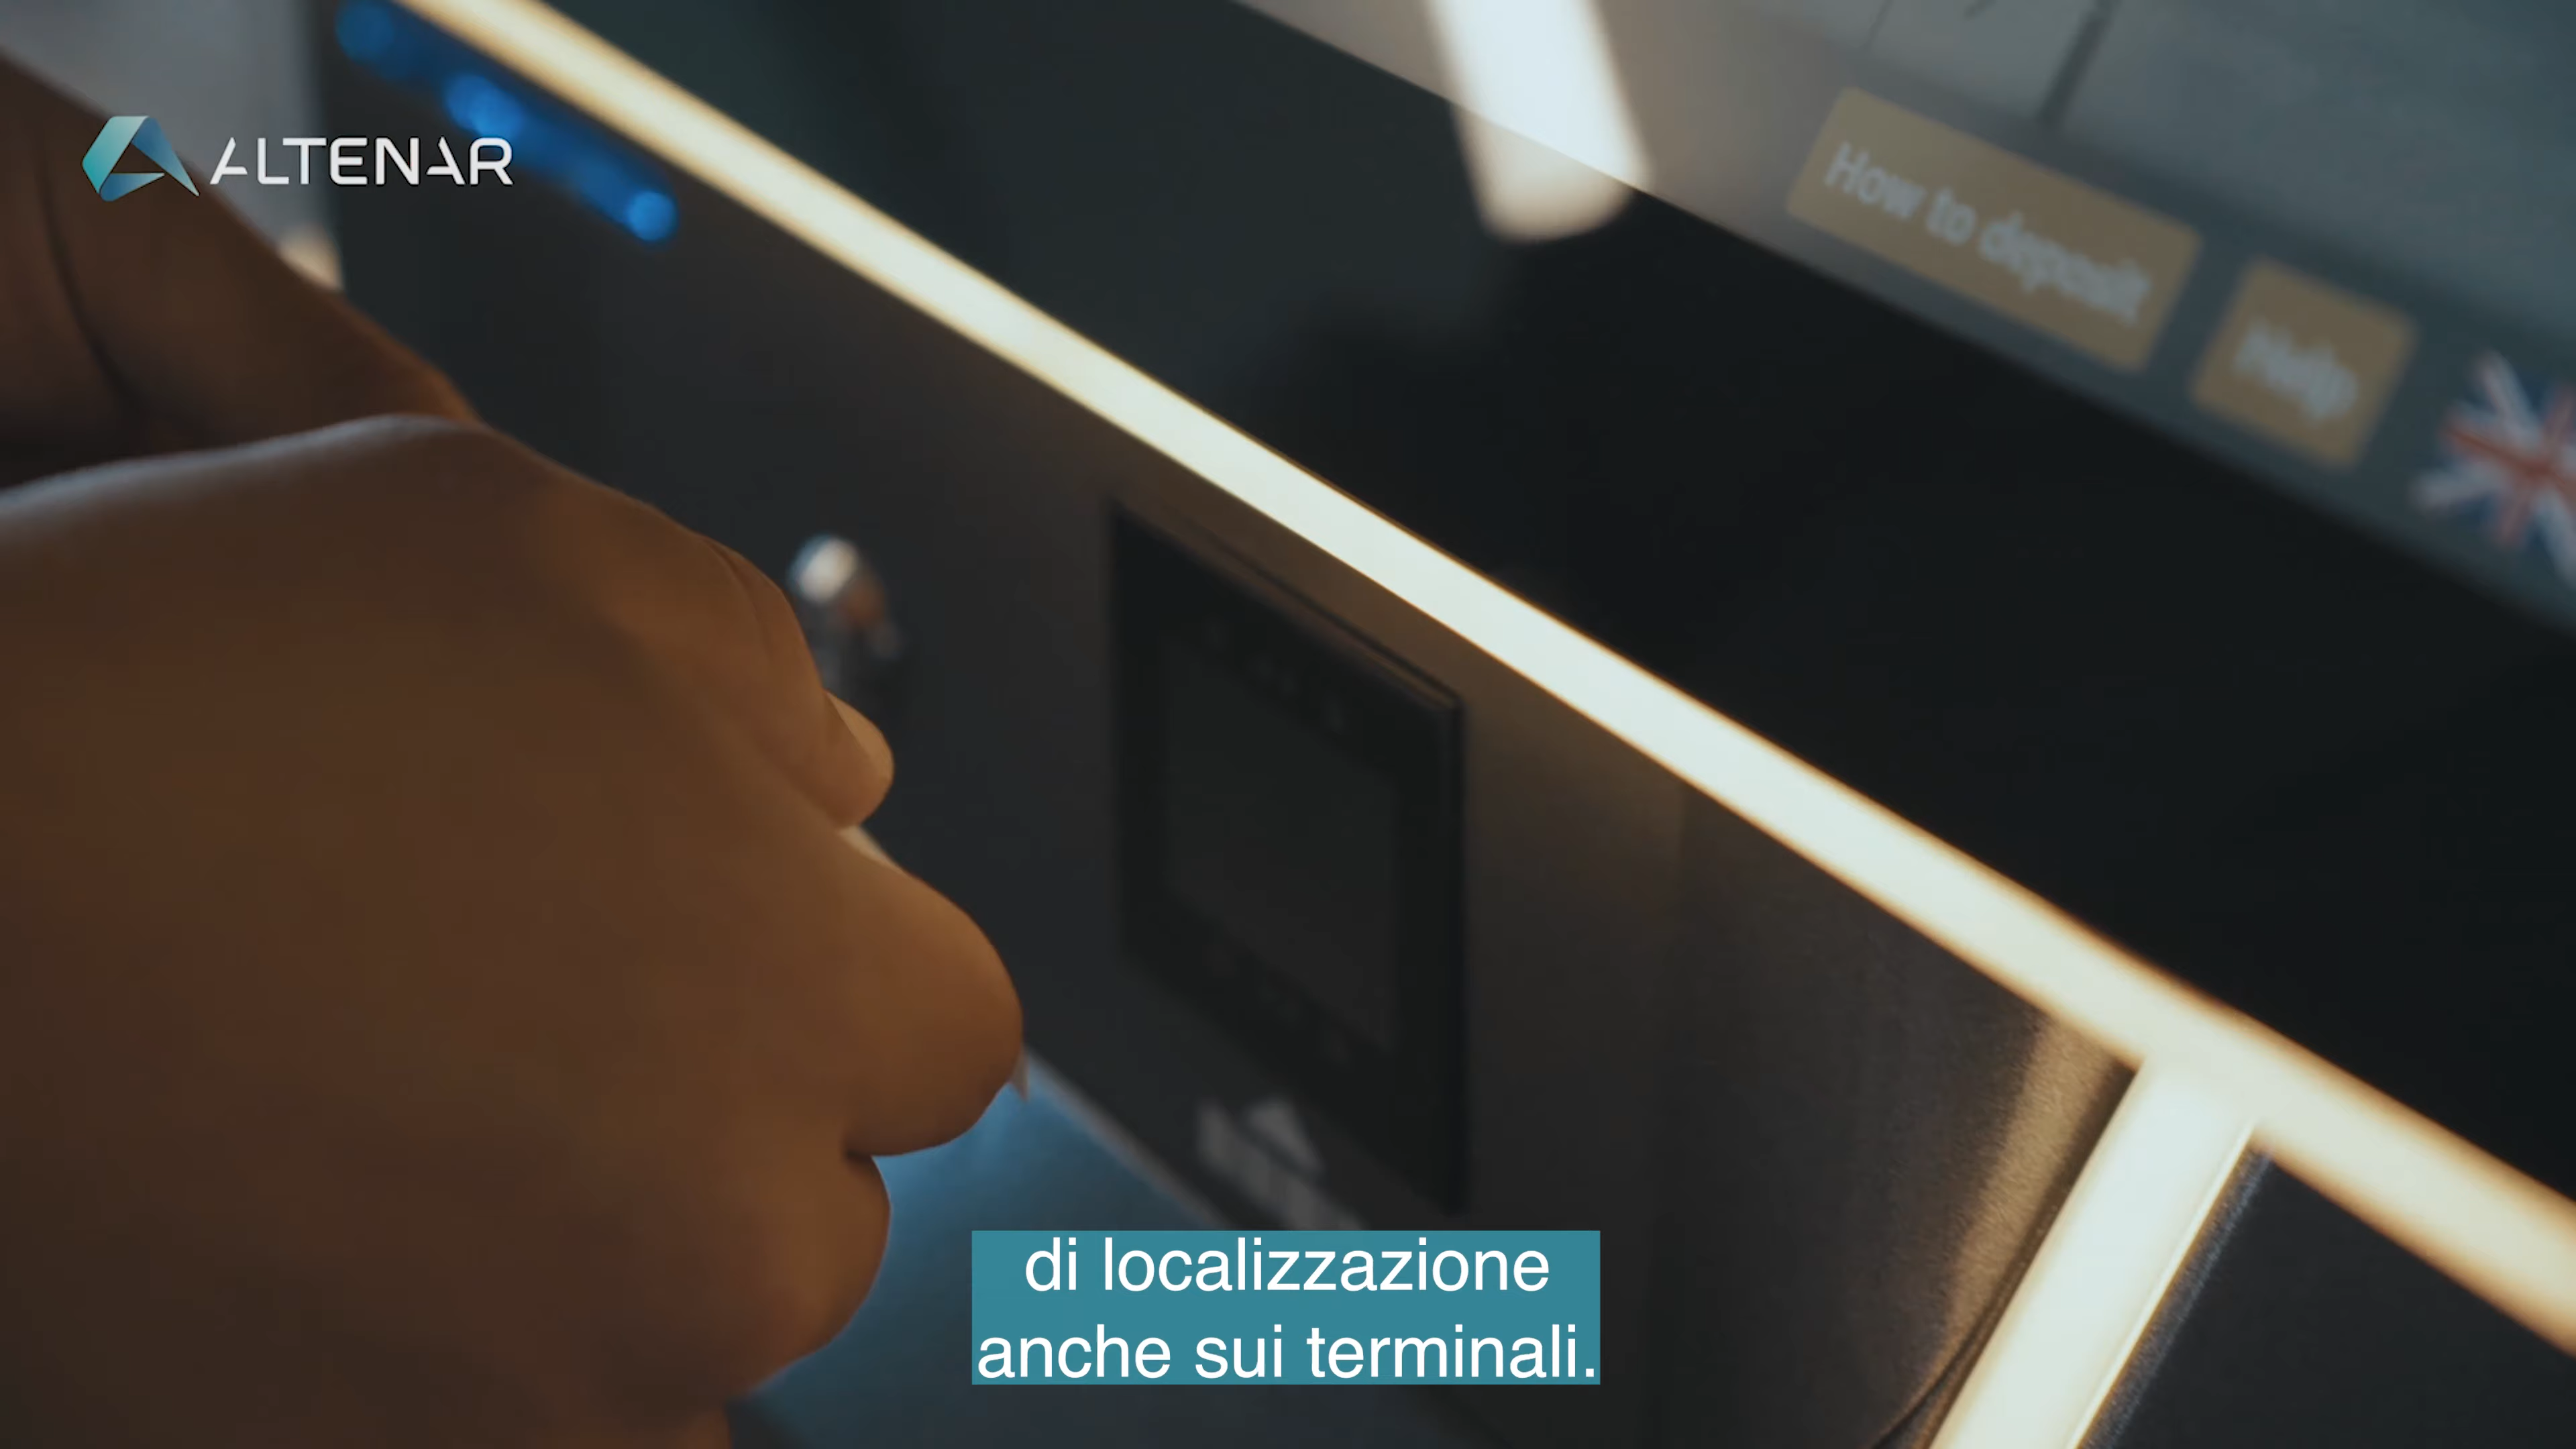 ALTENAR
How to deposit
Help
di localizzazione
anche sui terminali.